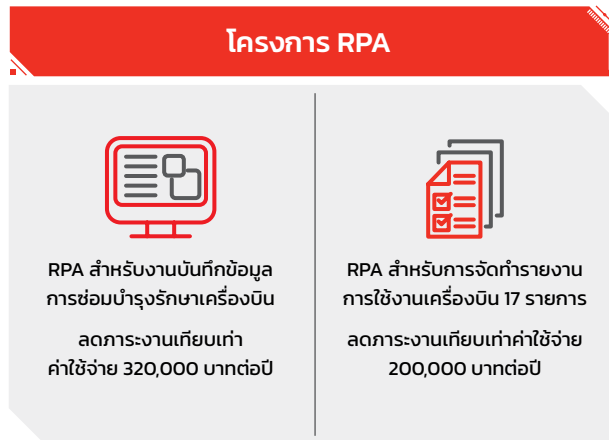 โครงการ RPA
RPA สำหรับงานบันทึกข้อมูล
การซ่อมบำรุงรักษาเครื่องบิน
ลดภาระงานเทียบเท่า
ค่าใช้จ่าย 320,000 บาทต่อปี
RPA สำหรับการจัดทำรายงาน
การใช้งานเครื่องบิน 17 รายการ
ลดภาระงานเทียบเท่าค่าใช้จ่าย
200,000 บาทต่อปี